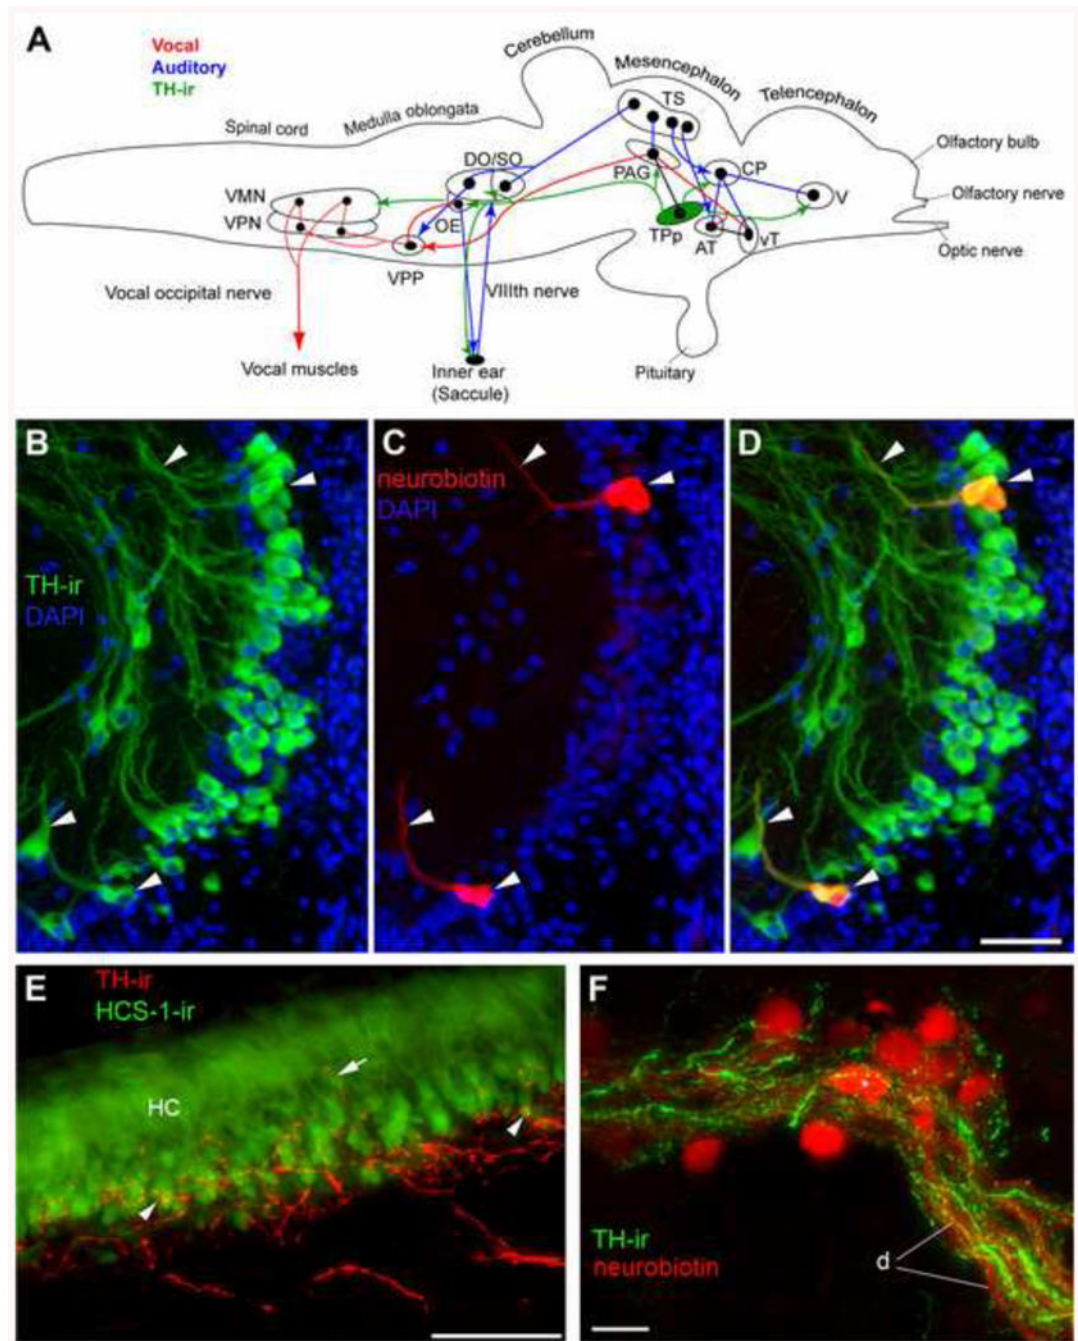 A
Vocal
Auditory
TH-ir
Cerebellum
Mesencephalon
Telencephalon
Medulla oblongata
Spinal cord
TS
Olfactory bulb
DO/SO
PAG
CP
VMN
Olfactory nerve
V
VPN
OE
TPp
AT
vT
Optic nerve
VPP
Vocal occipital nerve
VIIIth nerve
Vocal muscles
Inner ear
(Saccule)
Pituitary
B
TH-ir
DAPI
C
neurobiotin
DAPI
D
E
TH-ir
HCS-1-ir
HC
F
TH-ir
neurobiotin
d